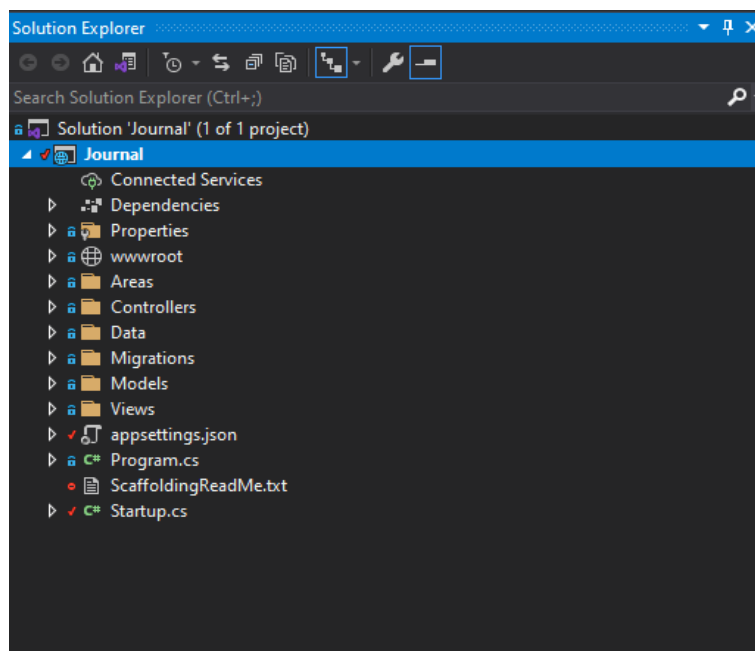 Solution Explorer
Search Solution Explorer (Ctrl+;)
Solution 'Journal' (1 of 1 project)
Journal
Connected Services
Dependencies
Properties
wwwroot
Areas
Controllers
Data
Migrations
Models
Views
appsettings.json
C# Program.cs
ScaffoldingReadMe.txt
C# Startup.cs